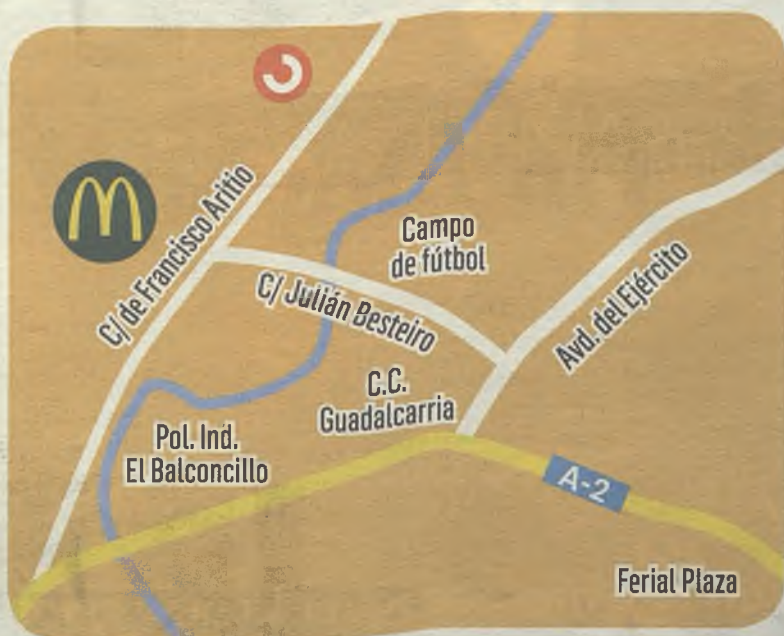 C/ de Francisco Aritio
Campo
de fútbol
C/ Julián Besteiro
Avd. del Ejército
C.C.
Guadalcarria
Pol. Ind.
El Balconcillo
A-2
Ferial Plaza